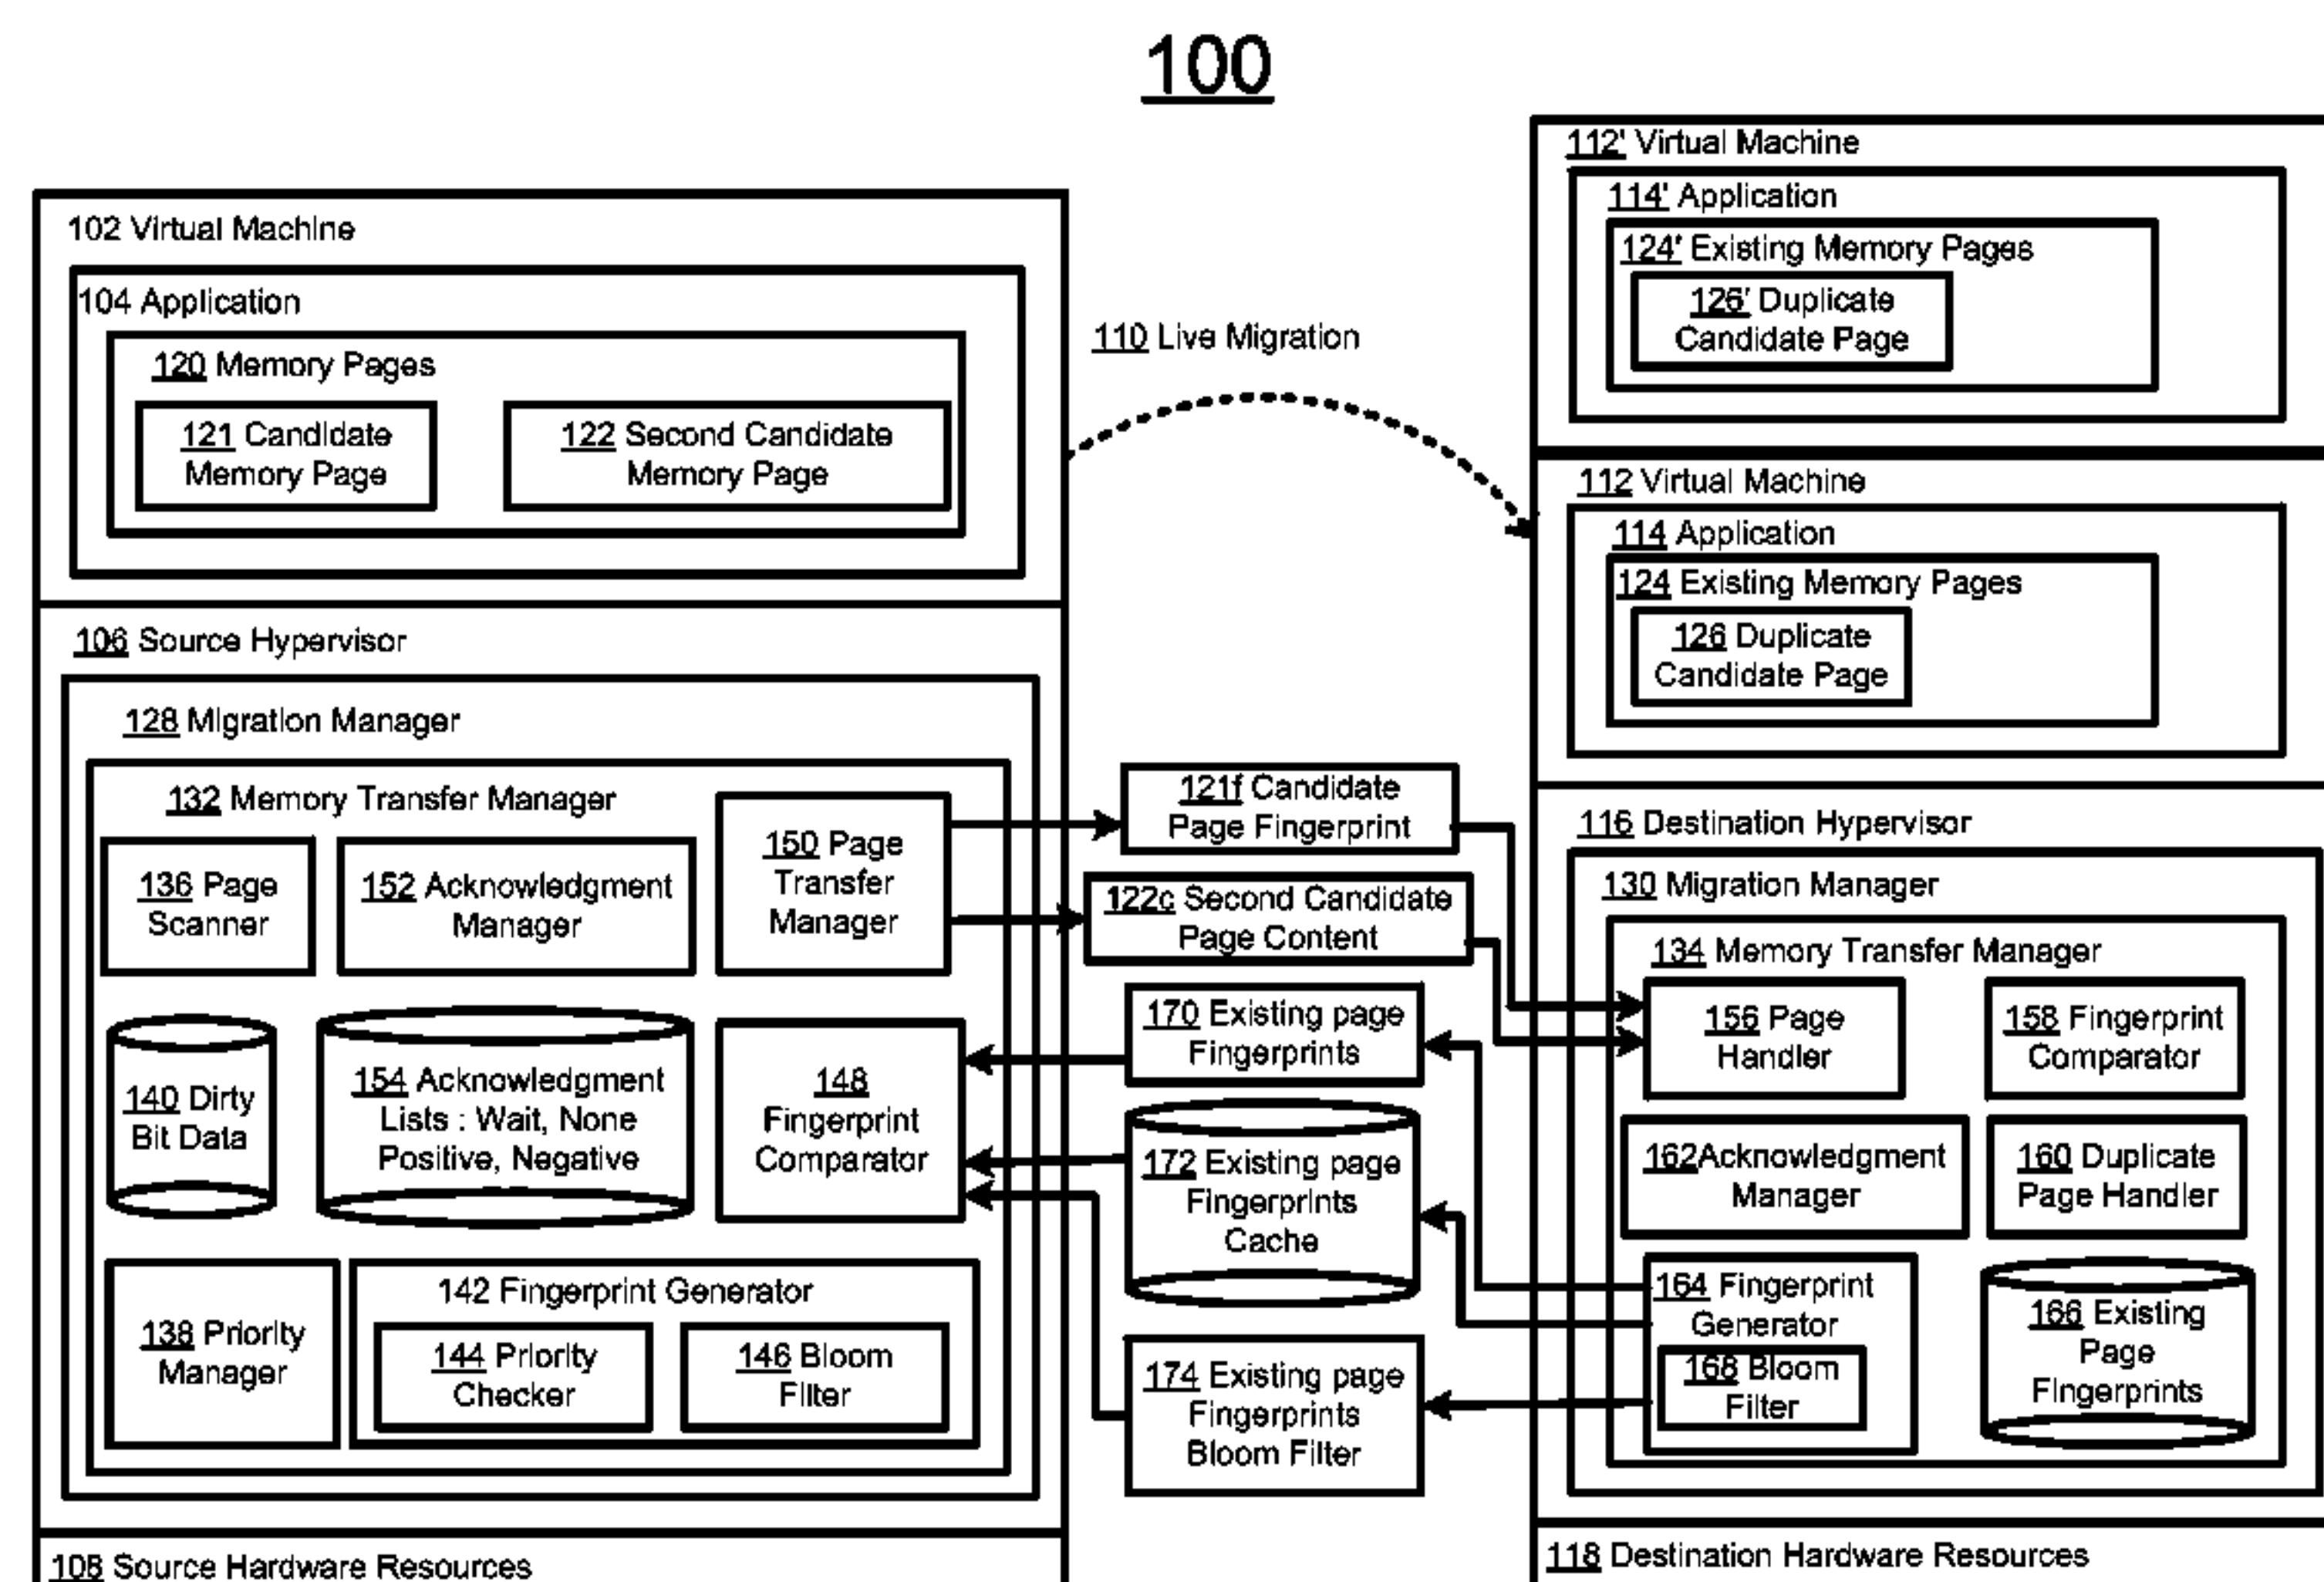 100
102 Virtual Machine
104 Application
120 Memory Pages
121 Candidate
Memory Page
122 Second Candidate
Memory Page
106 Source Hypervisor
128 Migration Manager
132 Memory Transfer Manager
136 Page
Scanner
152 Acknowledgment
Manager
150 Page
Transfer
Manager
140 Dirty
Bit Data
154 Acknowledgment
Lists : Wait, None
Positive, Negative
148
Fingerprint
Comparator
138 Priority
Manager
142 Fingerprint Generator
144 Priority
Checker
146 Bloom
Filter
108 Source Hardware Resources
110 Live Migration
121f Candidate
Page Fingerprint
122c Second Candidate
Page Content
170 Existing page
Fingerprints
172 Existing page
Fingerprints
Cache
174 Existing page
Fingerprints
Bloom Filter
112' Virtual Machine
114' Application
124' Existing Memory Pages
126' Duplicate
Candidate Page
112 Virtual Machine
114 Application
124 Existing Memory Pages
126 Duplicate
Candidate Page
116 Destination Hypervisor
130 Migration Manager
134 Memory Transfer Manager
156 Page
Handler
158 Fingerprint
Comparator
162Acknowledgment
Manager
160 Duplicate
Page Handler
164 Fingerprint
Generator
168 Bloom
Filter
166 Existing
Page
Fingerprints
118 Destination Hardware Resources